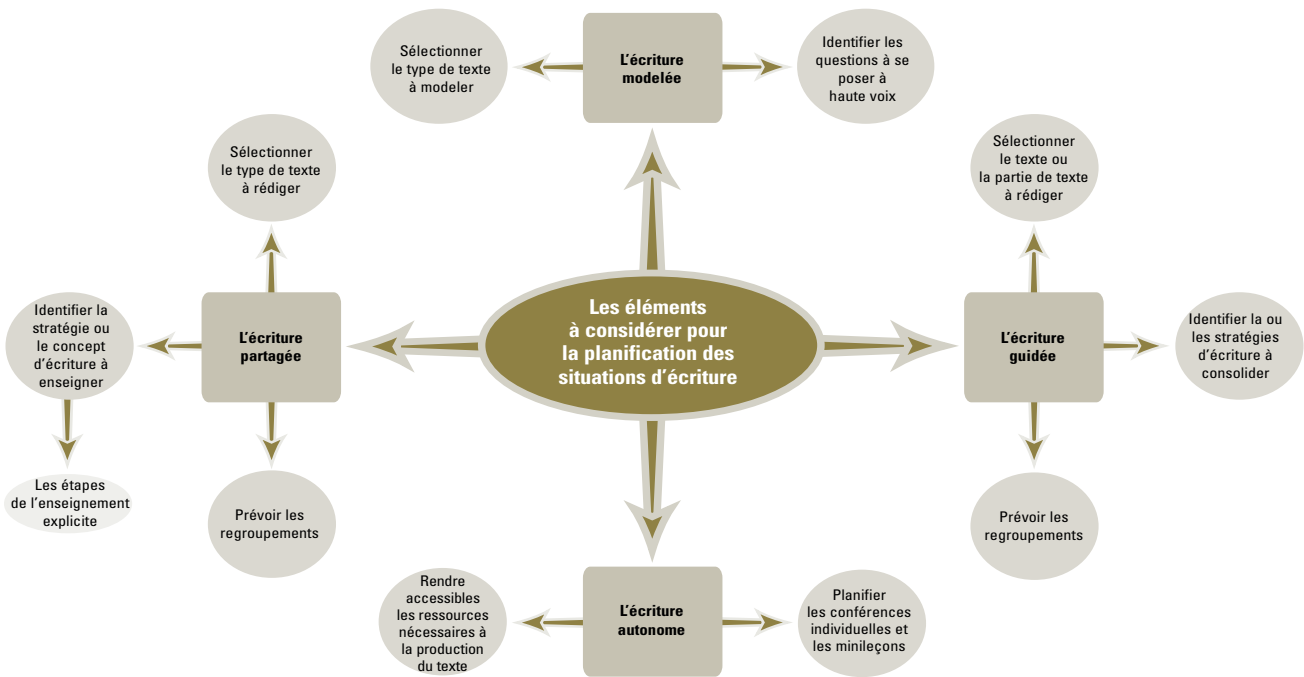 Sélectionner
le type de texte
à modeler
L'écriture
modelée
Identifier les
questions à se
poser à
haute voix
Sélectionner
le type de texte
à rédiger
Sélectionner
le texte ou
la partie de texte
à rédiger
Identifier la
stratégie ou
le concept
d'écriture à
enseigner
L'écriture
partagée
Les éléments
à considérer pour
la planification des
situations d'écriture
L'écriture
guidée
Identifier la ou
les stratégies
d'écriture à
consolider
Les étapes
de l'enseignement
explicite
Prévoir les
regroupements
Prévoir les
regroupements
Rendre
accessibles
les ressources
nécessaires à
la production
du texte
L'écriture
autonome
Planifier
les conférences
individuelles et
les minileçons